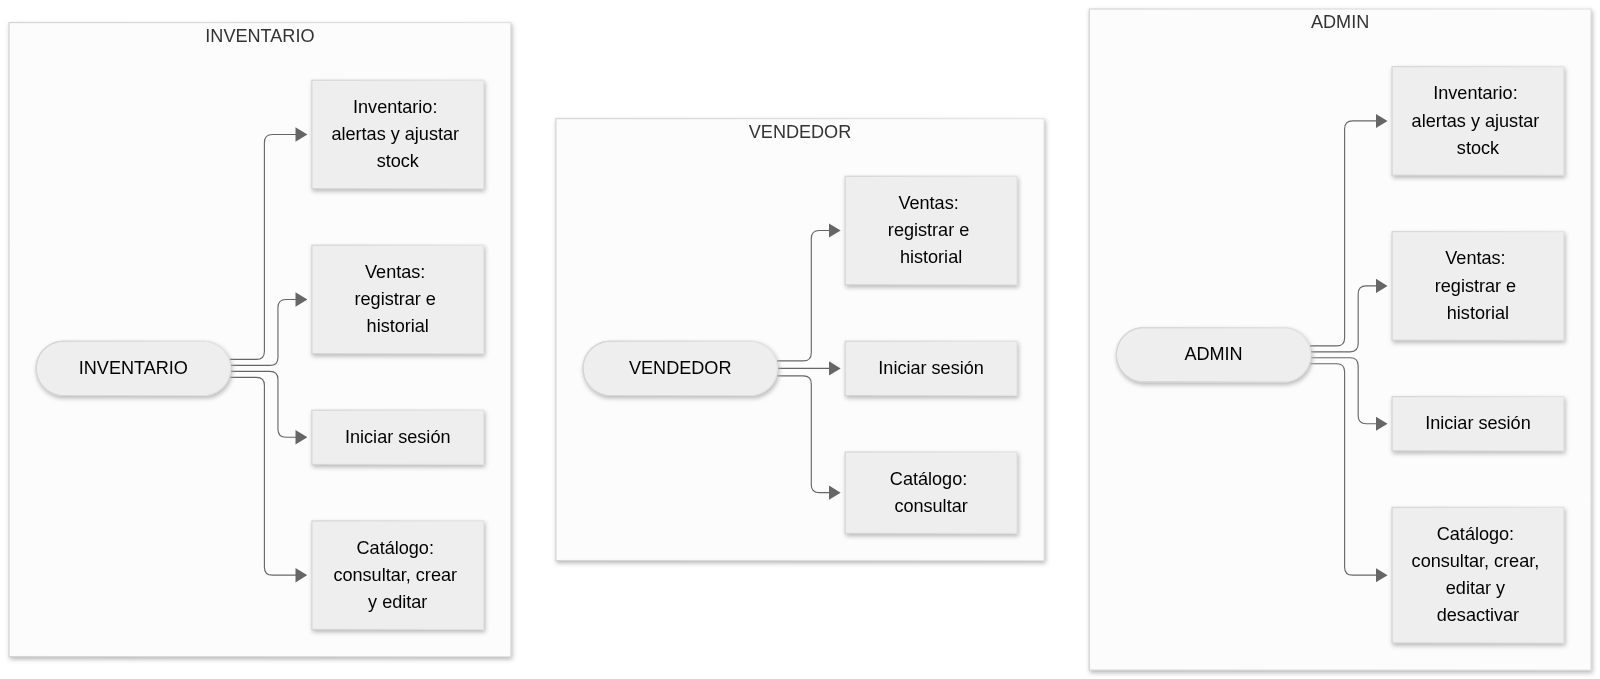 INVENTARIO
Inventario:
alertas y ajustar
stock
Ventas:
registrar e
historial
INVENTARIO
Iniciar sesión
Catálogo:
consultar, crear
y editar
VENDEDOR
Ventas:
registrar e
historial
VENDEDOR
Iniciar sesión
Catálogo:
consultar
ADMIN
Inventario:
alertas y ajustar
stock
Ventas:
registrar e
historial
ADMIN
Iniciar sesión
Catálogo:
consultar, crear,
editar y
desactivar